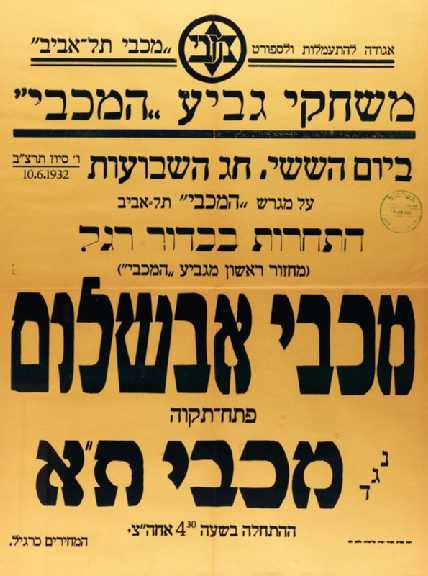 אגודה להתעמלות ולספורט „מכבי תל־אביב”
מכבי
משחקי גביע „המכבי”
ביום הששי, חג השבועות
ו' סיון תרצ"ב
10.6.1932
על מגרש „המכבי” תל־אביב
התחרות בכדור רגל
(מחזור ראשון מגביע „המכבי”)
מכבי אבשלום
פתח־תקוה
נגד מכבי ת"א
ההתחלה בשעה 4³⁰ אחה"צ.
המחירים כרגיל.